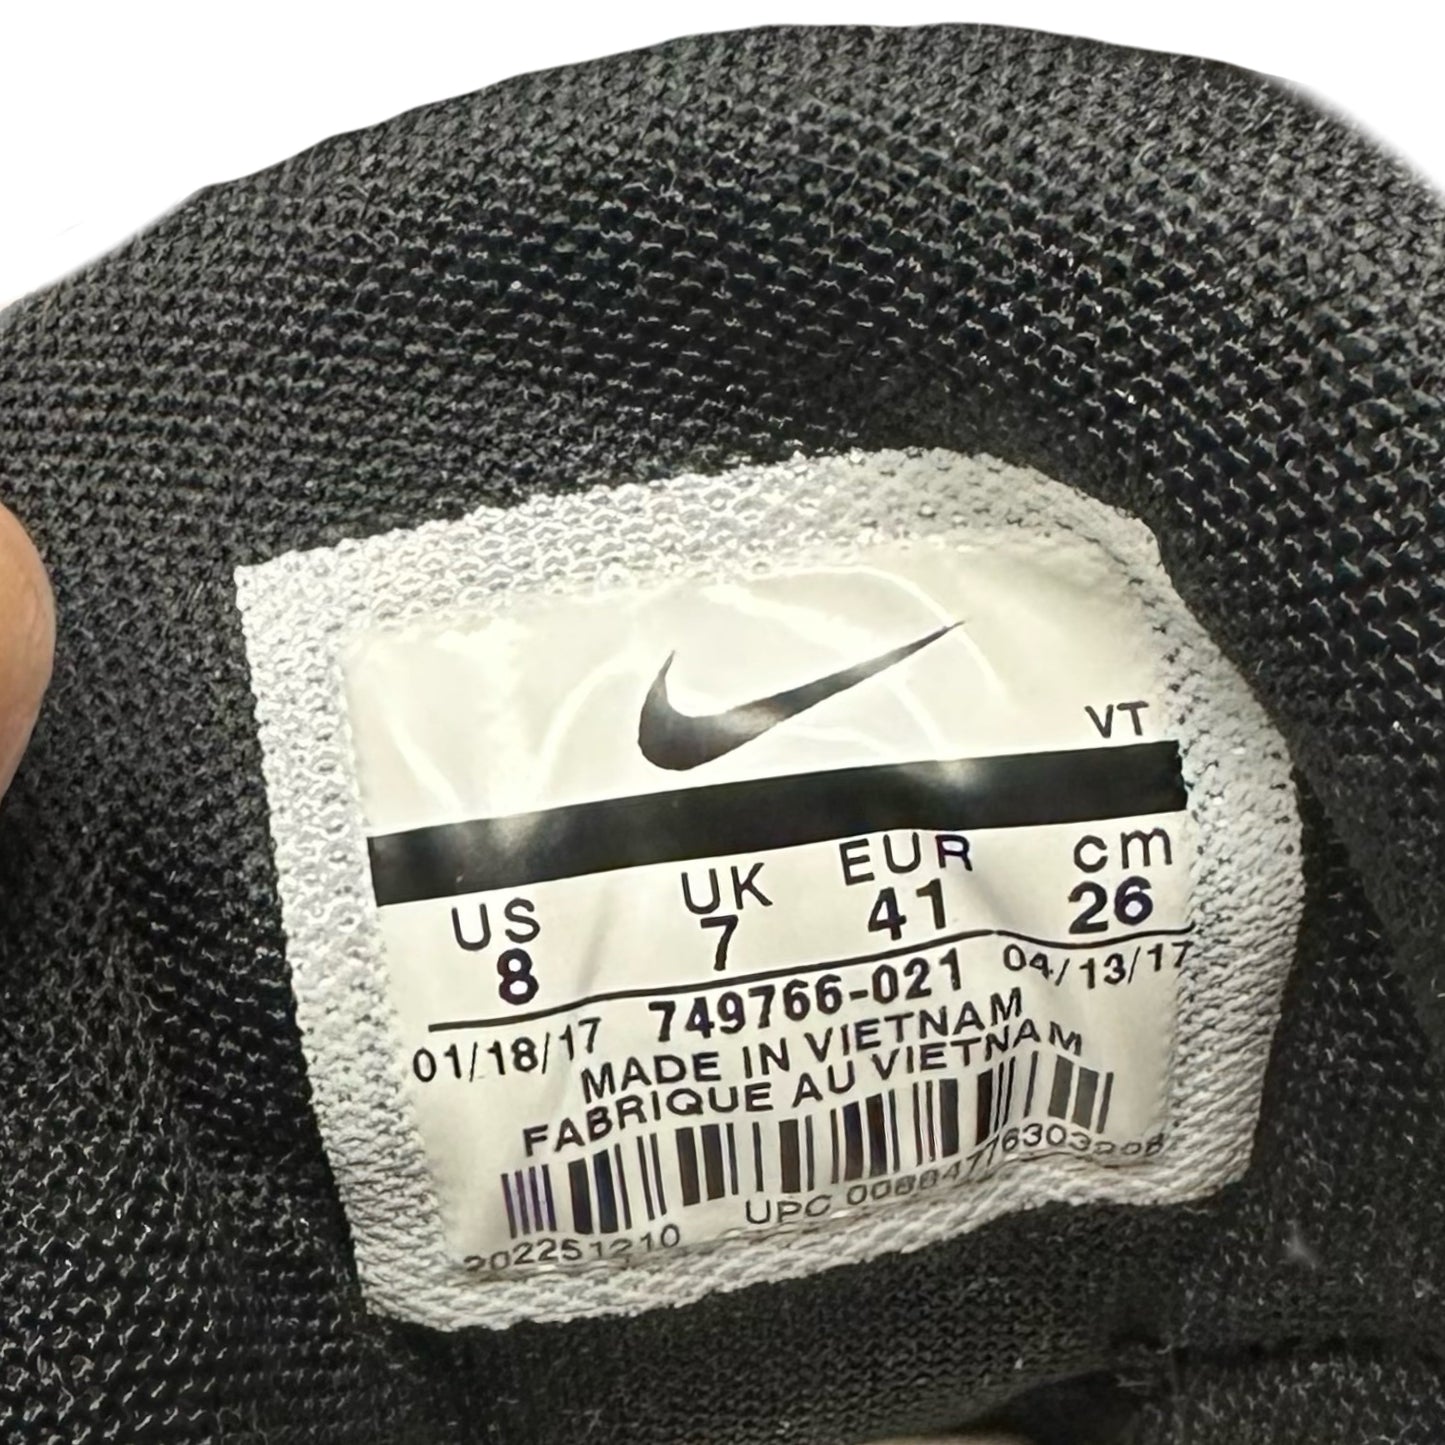 VT
US UK EUR cm
8 7 41 26
01/18/17 749766-021 04/13/17
MADE IN VIETNAM
FABRIQUE AU VIETNAM
UPC